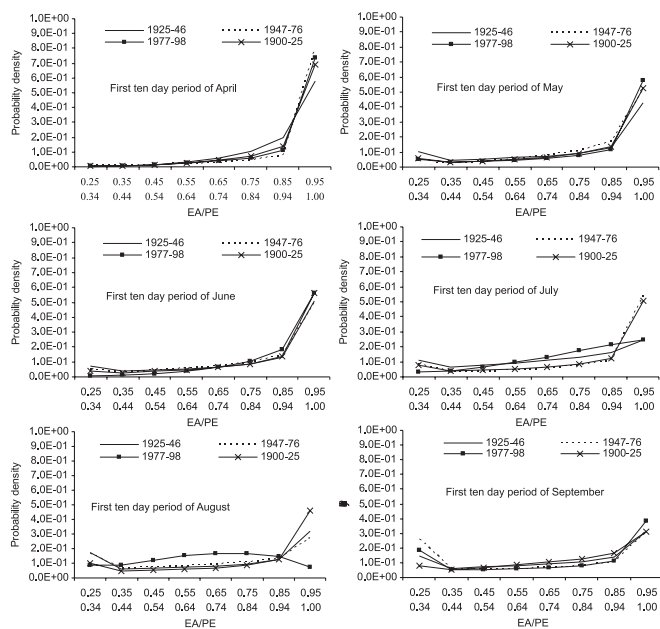 1.0E+00
9.0E-01
8.0E-01
7.0E-01
6.0E-01
5.0E-01
4.0E-01
3.0E-01
2.0E-01
1.0E-01
0.0E+00
Probability density
1925-46 1947-76
1977-98 1900-25
First ten day period of April
0.25 0.35 0.45 0.55 0.65 0.75 0.85 0.95
0.34 0.44 0.54 0.64 0.74 0.84 0.94 1.00
EA/PE
1.0E+00
9.0E-01
8.0E-01
7.0E-01
6.0E-01
5.0E-01
4.0E-01
3.0E-01
2.0E-01
1.0E-01
0.0E+00
Probability density
1925-46 1947-76
1977-98 1900-25
First ten day period of May
0.25 0.35 0.45 0.55 0.65 0.75 0.85 0.95
0.34 0.44 0.54 0.64 0.74 0.84 0.94 1.00
EA/PE
1.0E+00
9.0E-01
8.0E-01
7.0E-01
6.0E-01
5.0E-01
4.0E-01
3.0E-01
2.0E-01
1.0E-01
0.0E+00
Probability density
1925-46 1947-76
1977-98 1900-25
First ten day period of June
0.25 0.35 0.45 0.55 0.65 0.75 0.85 0.95
0.34 0.44 0.54 0.64 0.74 0.84 0.94 1.00
EA/PE
1.0E+00
9.0E-01
8.0E-01
7.0E-01
6.0E-01
5.0E-01
4.0E-01
3.0E-01
2.0E-01
1.0E-01
0.0E+00
Probability density
1925-46 1947-76
1977-98 1900-25
First ten day period of July
0.25 0.35 0.45 0.55 0.65 0.75 0.85 0.95
0.34 0.44 0.54 0.64 0.74 0.84 0.94 1.00
EA/PE
1.0E+00
9.0E-01
8.0E-01
7.0E-01
6.0E-01
5.0E-01
4.0E-01
3.0E-01
2.0E-01
1.0E-01
0.0E+00
Probability density
1925-46 1947-76
1977-98 1900-25
First ten day period of August
0.25 0.35 0.45 0.55 0.65 0.75 0.85 0.95
0.34 0.44 0.54 0.64 0.74 0.84 0.94 1.00
EA/PE
1.0E+00
9.0E-01
8.0E-01
7.0E-01
6.0E-01
5.0E-01
4.0E-01
3.0E-01
2.0E-01
1.0E-01
0.0E+00
Probability density
1925-46 1947-76
1977-98 1900-25
First ten day period of September
0.25 0.35 0.45 0.55 0.65 0.75 0.85 0.95
0.34 0.44 0.54 0.64 0.74 0.84 0.94 1.00
EA/PE